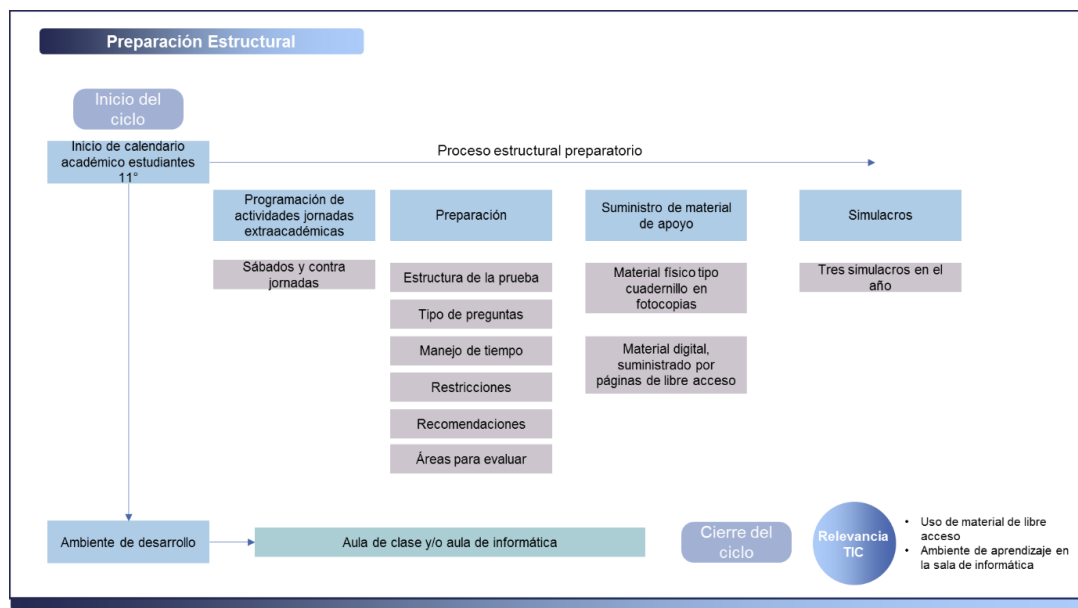 Preparación Estructural
Inicio del
ciclo
Inicio de calendario
académico estudiantes
11°
Proceso estructural preparatorio
Programación de
actividades jornadas
extraacadémicas
Sábados y contra
jornadas
Preparación
Estructura de la prueba
Tipo de preguntas
Manejo de tiempo
Restricciones
Recomendaciones
Áreas para evaluar
Suministro de material
de apoyo
Material físico tipo
cuadernillo en
fotocopias
Material digital,
suministrado por
páginas de libre acceso
Simulacros
Tres simulacros en el
año
Ambiente de desarrollo
Aula de clase y/o aula de informática
Cierre del
ciclo
Relevancia
TIC
• Uso de material de libre
acceso
• Ambiente de aprendizaje en
la sala de informática